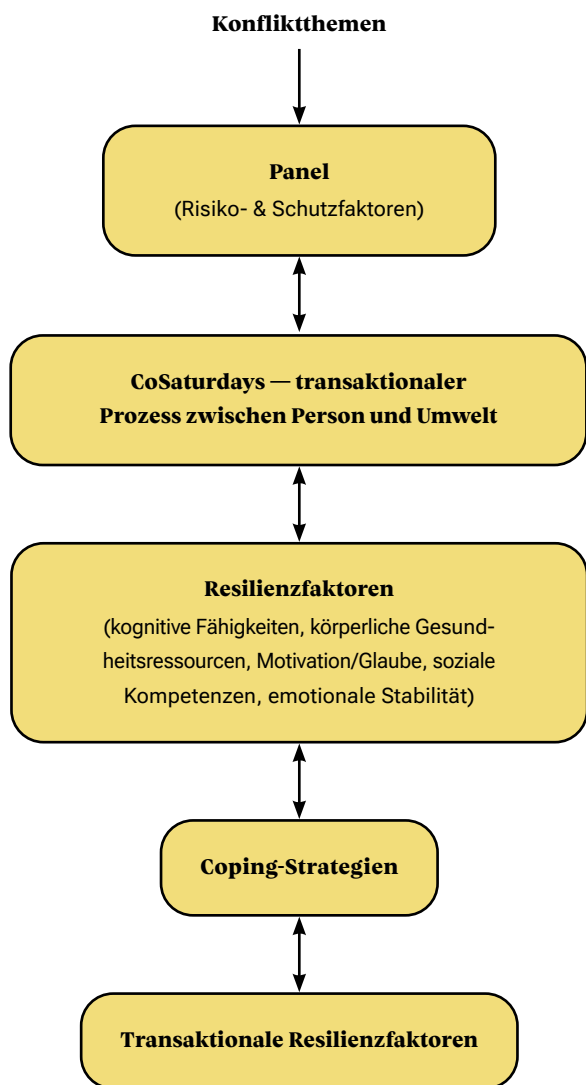 Konfliktthemen
Panel
(Risiko- & Schutzfaktoren)
CoSaturdays — transaktionaler
Prozess zwischen Person und Umwelt
Resilienzfaktoren
(kognitive Fähigkeiten, körperliche Gesund-
heitsressourcen, Motivation/Glaube, soziale
Kompetenzen, emotionale Stabilität)
Coping-Strategien
Transaktionale Resilienzfaktoren